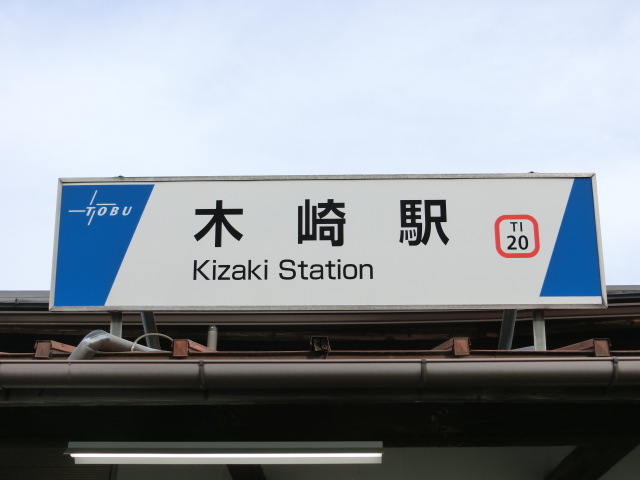 TOBU
木崎駅
Kizaki Station
TI
20